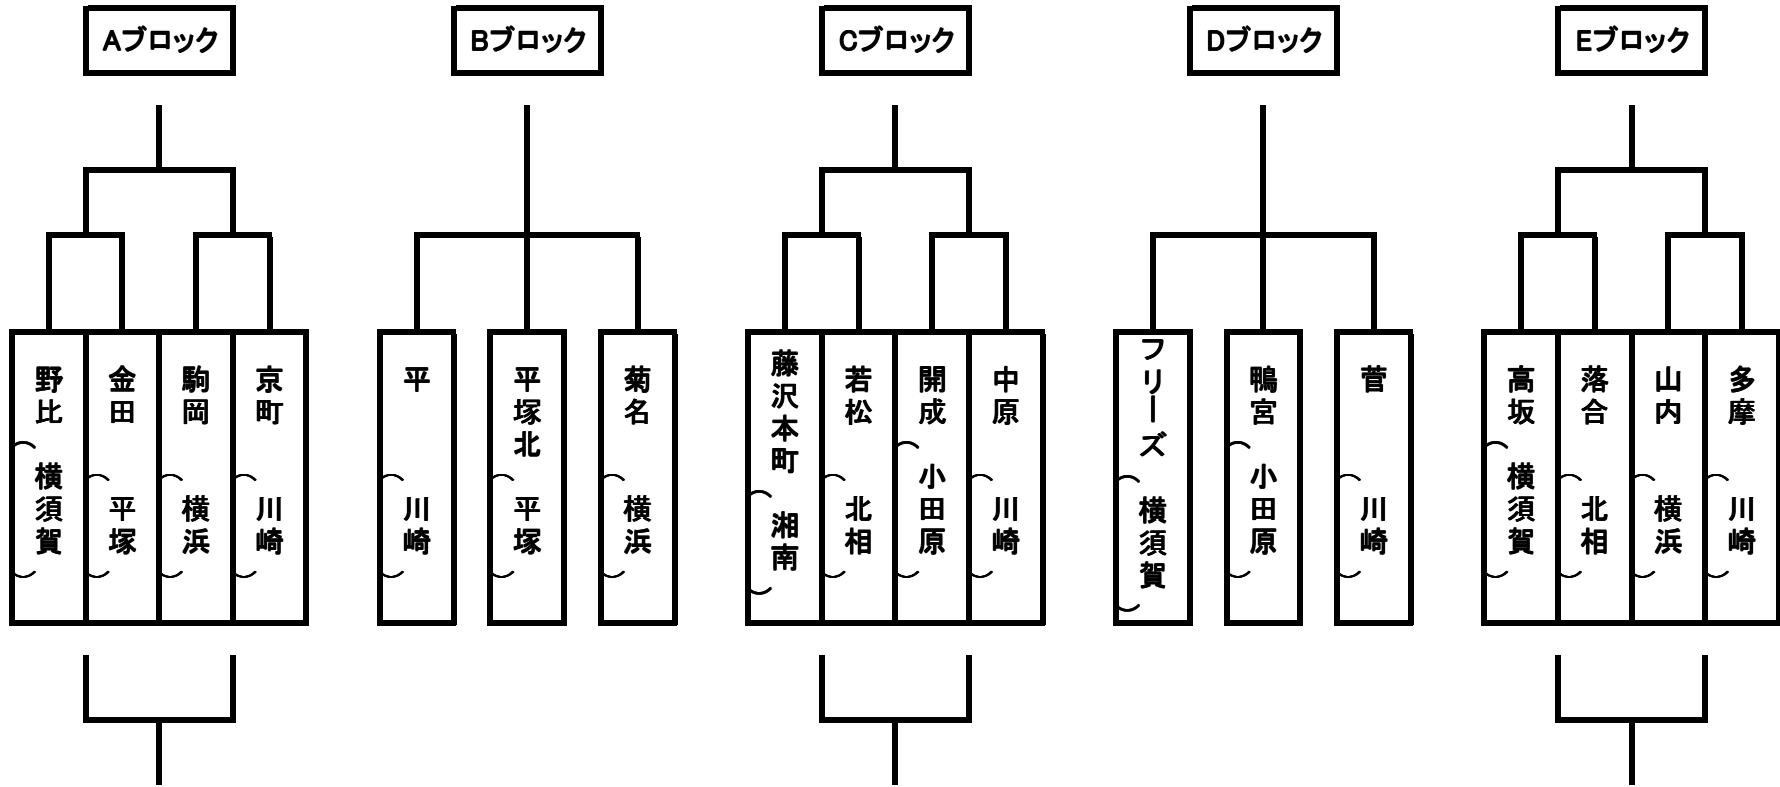 Aブロック
Bブロック
Cブロック
Dブロック
Eブロック
野比（横須賀）
金田（平塚）
駒岡（横浜）
京町（川崎）
平（川崎）
平塚北（平塚）
菊名（横浜）
藤沢本町（湘南）
若松（北相）
開成（小田原）
中原（川崎）
フリーズ（横須賀）
鴨宮（小田原）
菅（川崎）
高坂（横須賀）
落合（北相）
山内（横浜）
多摩（川崎）